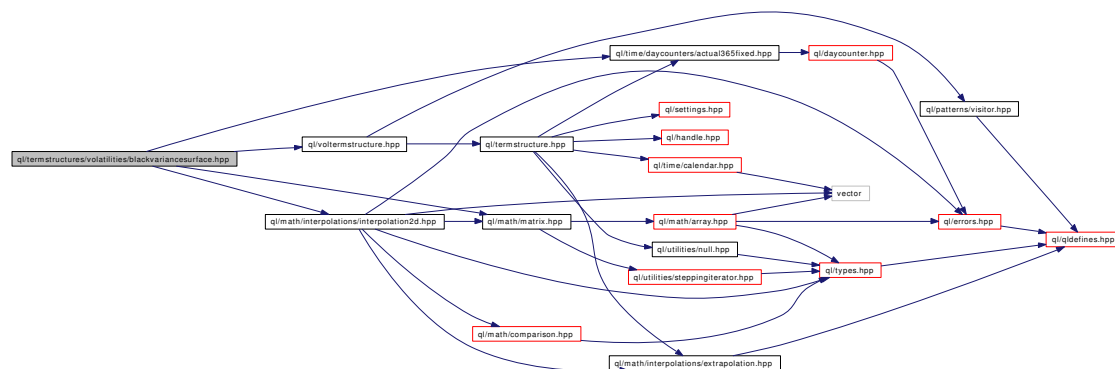 ql/time/daycounters/actual365fixed.hpp
ql/daycounter.hpp
ql/patterns/visitor.hpp
ql/settings.hpp
ql/voltermstructure.hpp
ql/termstructure.hpp
ql/handle.hpp
ql/termstructures/volatilities/blackvariancesurface.hpp
ql/time/calendar.hpp
vector
ql/math/interpolations/interpolation2d.hpp
ql/math/matrix.hpp
ql/math/array.hpp
ql/errors.hpp
ql/qldefines.hpp
ql/utilities/null.hpp
ql/types.hpp
ql/utilities/steppingiterator.hpp
ql/math/comparison.hpp
ql/math/interpolations/extrapolation.hpp